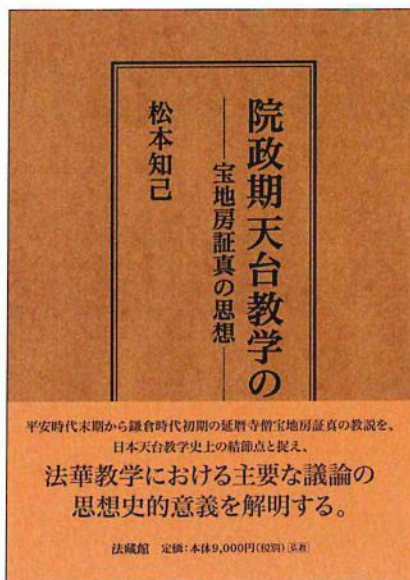 院政期天台教学の
――宝地房証真の思想――
松本知己
平安時代末期から鎌倉時代初期の延暦寺僧宝地房証真の教説を、
日本天台教学史上の結節点と捉え、
法華教学における主要な議論の
思想史的意義を解明する。
法藏館 定価：本体9,000円（税別） [仏教]